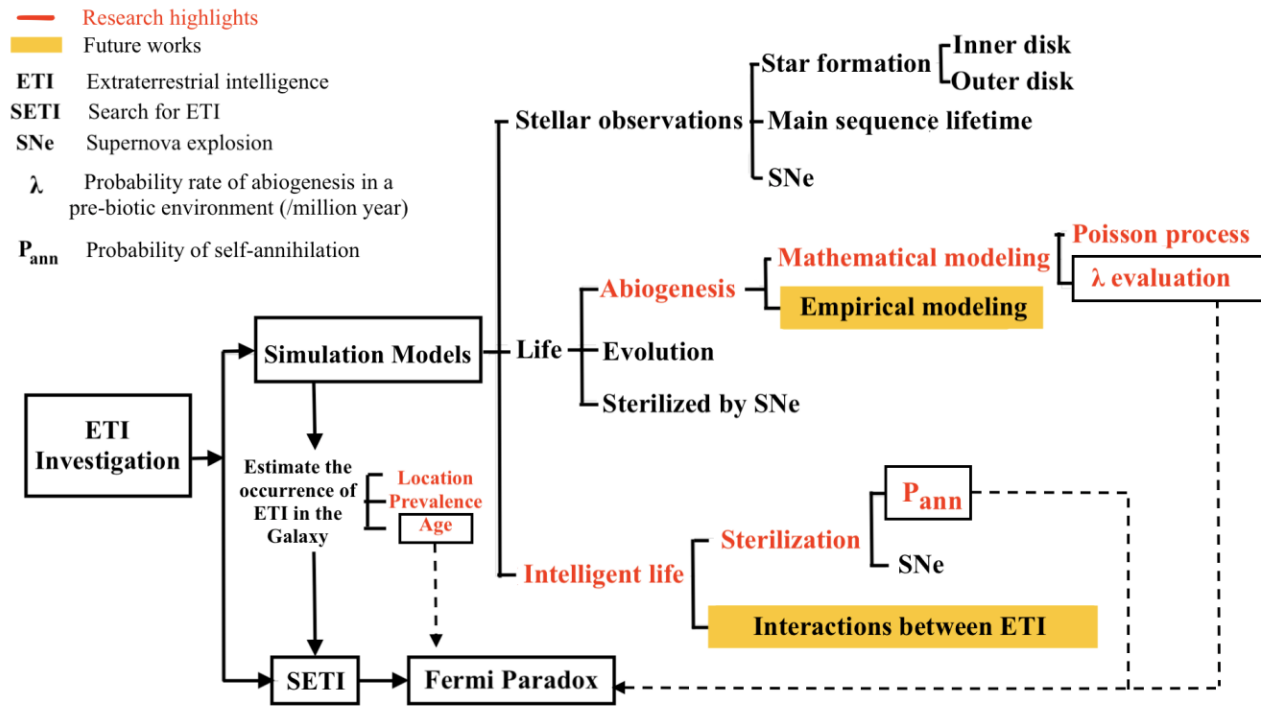 Research highlights
Future works
ETI Extraterrestrial intelligence
SETI Search for ETI
SNe Supernova explosion
λ Probability rate of abiogenesis in a
pre-biotic environment (/million year)
Pann Probability of self-annihilation
ETI
Investigation
Simulation Models
Estimate the
occurrence of
ETI in the
Galaxy
Location
Prevalence
Age
SETI
Fermi Paradox
Stellar observations
Star formation
Inner disk
Outer disk
Main sequence lifetime
SNe
Life
Abiogenesis
Mathematical modeling
Poisson process
λ evaluation
Empirical modeling
Evolution
Sterilized by SNe
Intelligent life
Sterilization
Pann
SNe
Interactions between ETI